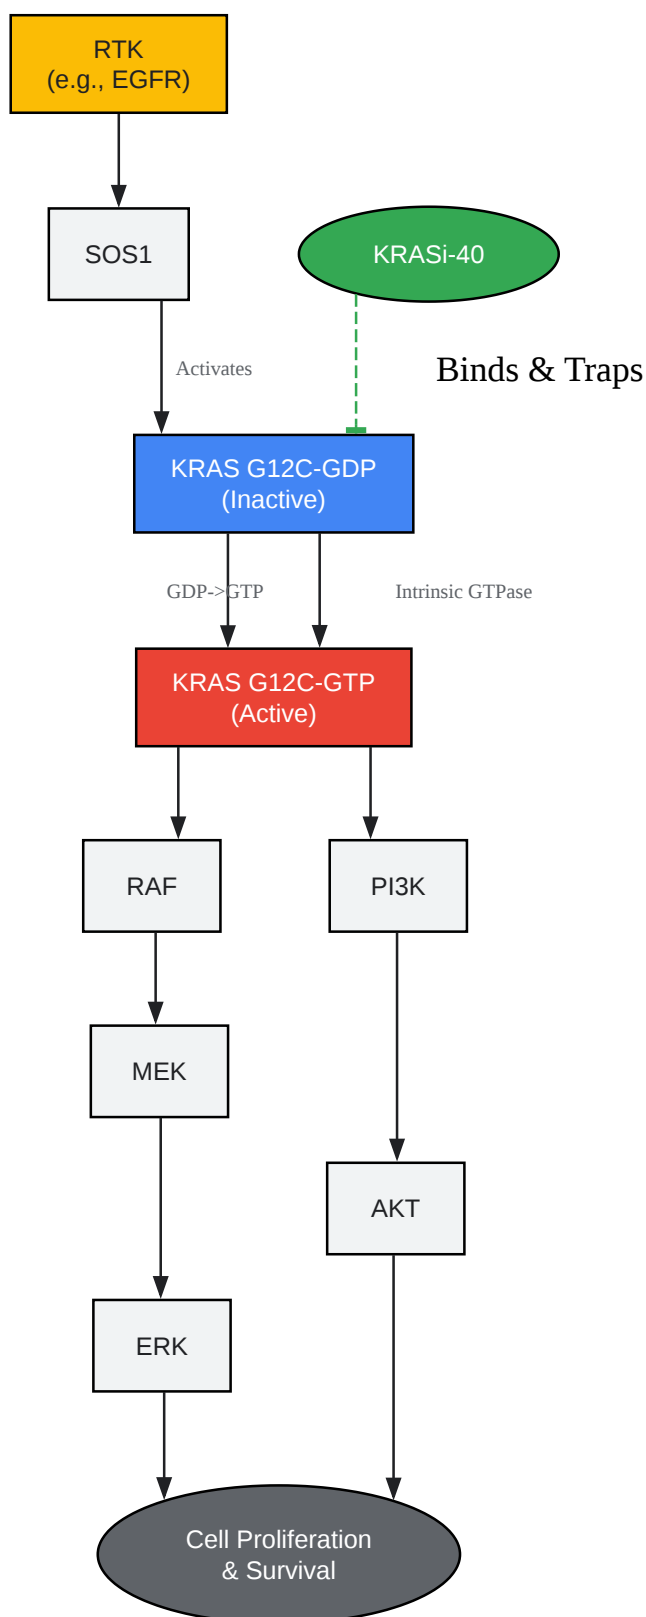 RTK
(e.g., EGFR)
SOS1
KRASi-40
Activates
Binds & Traps
KRAS G12C-GDP
(Inactive)
GDP->GTP
Intrinsic GTPase
KRAS G12C-GTP
(Active)
RAF
PI3K
MEK
AKT
ERK
Cell Proliferation
& Survival